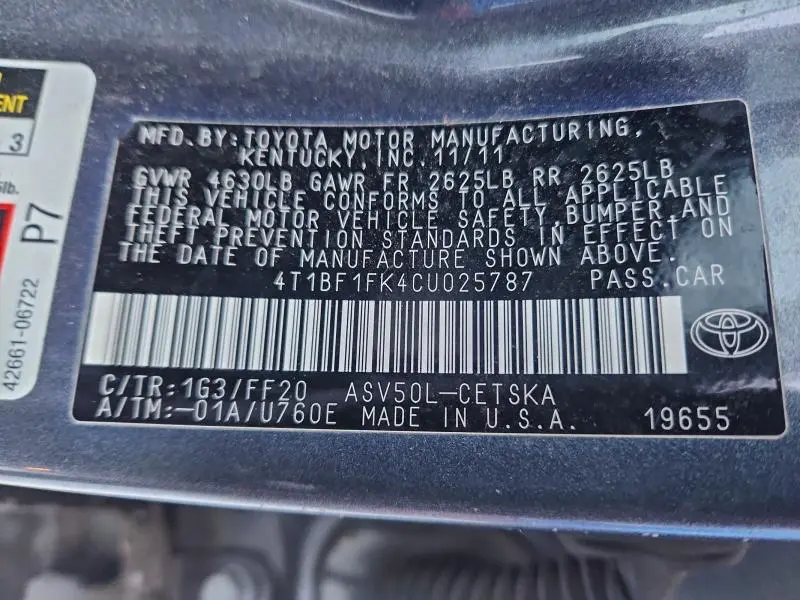 ENT
3
lb.
P7
42661-06722
MFD. BY: TOYOTA MOTOR MANUFACTURING,
KENTUCKY, INC. 11/11
GVWR 4630LB GAWR FR 2625LB RR 2625LB
THIS VEHICLE CONFORMS TO ALL APPLICABLE
FEDERAL MOTOR VEHICLE SAFETY, BUMPER, AND
THEFT PREVENTION STANDARDS IN EFFECT ON
THE DATE OF MANUFACTURE SHOWN ABOVE.
4T1BF1FK4CU025787 PASS. CAR
C/TR: 1G3/FF20 ASV50L-CETSKA
A/TM: -01A/U760E MADE IN U.S.A. 19655